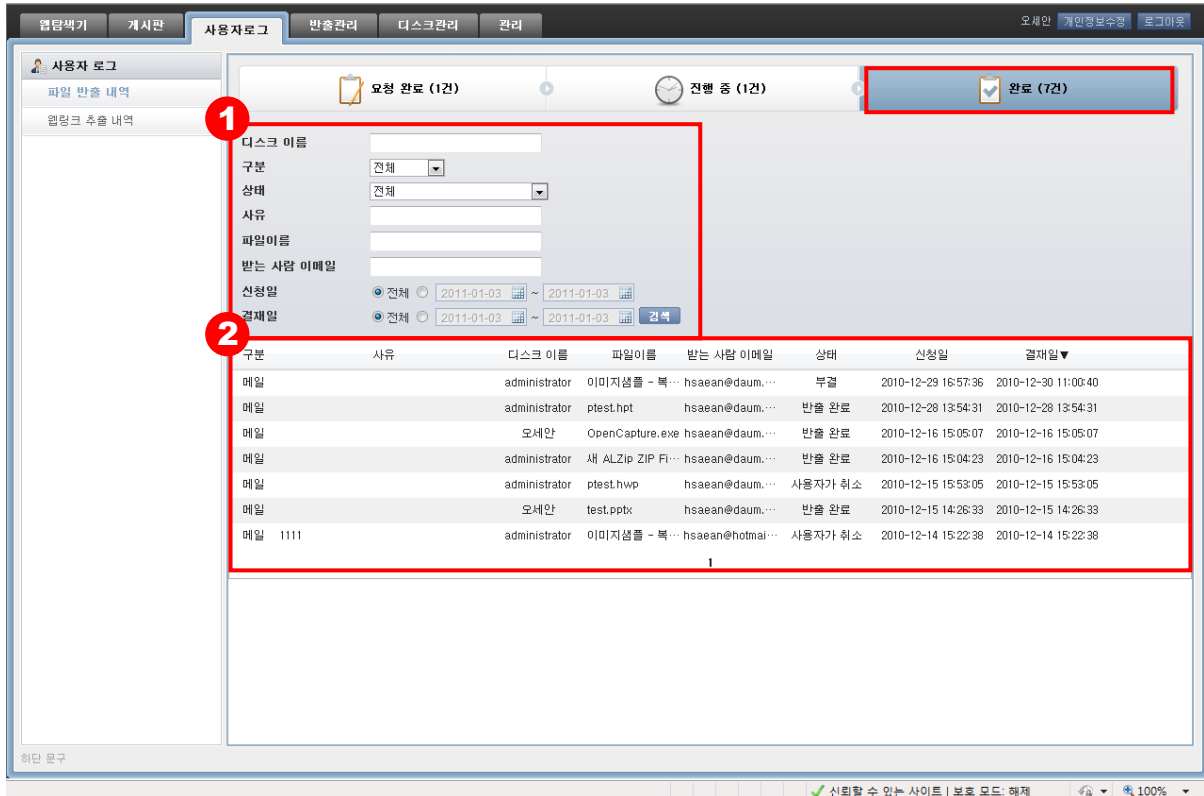 웹탐색기 게시판 사용자로그 반출관리 디스크관리 관리 오세안 개인정보수정 로그아웃
사용자 로그
파일 반출 내역
웹링크 추출 내역
요청 완료 (1건) 진행 중 (1건) 완료 (7건)
1
디스크 이름
구분 전체
상태 전체
사유
파일이름
받는 사람 이메일
신청일 전체 2011-01-03 ~ 2011-01-03
결재일 전체 2011-01-03 ~ 2011-01-03 검색
2
구분 사유 디스크 이름 파일이름 받는 사람 이메일 상태 신청일 결재일▼
메일 administrator 이미지샘플 - 복… hsaean@daum.… 부결 2010-12-29 16:57:36 2010-12-30 11:00:40
메일 administrator ptest.hpt hsaean@daum.… 반출 완료 2010-12-28 13:54:31 2010-12-28 13:54:31
메일 오세안 OpenCapture.exe hsaean@daum.… 반출 완료 2010-12-16 15:05:07 2010-12-16 15:05:07
메일 administrator 새 ALZip ZIP Fi… hsaean@daum.… 반출 완료 2010-12-16 15:04:23 2010-12-16 15:04:23
메일 administrator ptest.hwp hsaean@daum.… 사용자가 취소 2010-12-15 15:53:05 2010-12-15 15:53:05
메일 오세안 test.pptx hsaean@daum.… 반출 완료 2010-12-15 14:26:33 2010-12-15 14:26:33
메일 1111 administrator 이미지샘플 - 복… hsaean@hotmai… 사용자가 취소 2010-12-14 15:22:38 2010-12-14 15:22:38
1
하단 문구
신뢰할 수 있는 사이트 | 보호 모드: 해제 100%